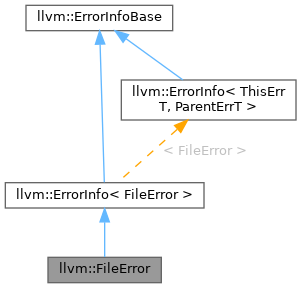 llvm::ErrorInfoBase
llvm::ErrorInfo< ThisErr
T, ParentErrT >
< FileError >
llvm::ErrorInfo< FileError >
llvm::FileError